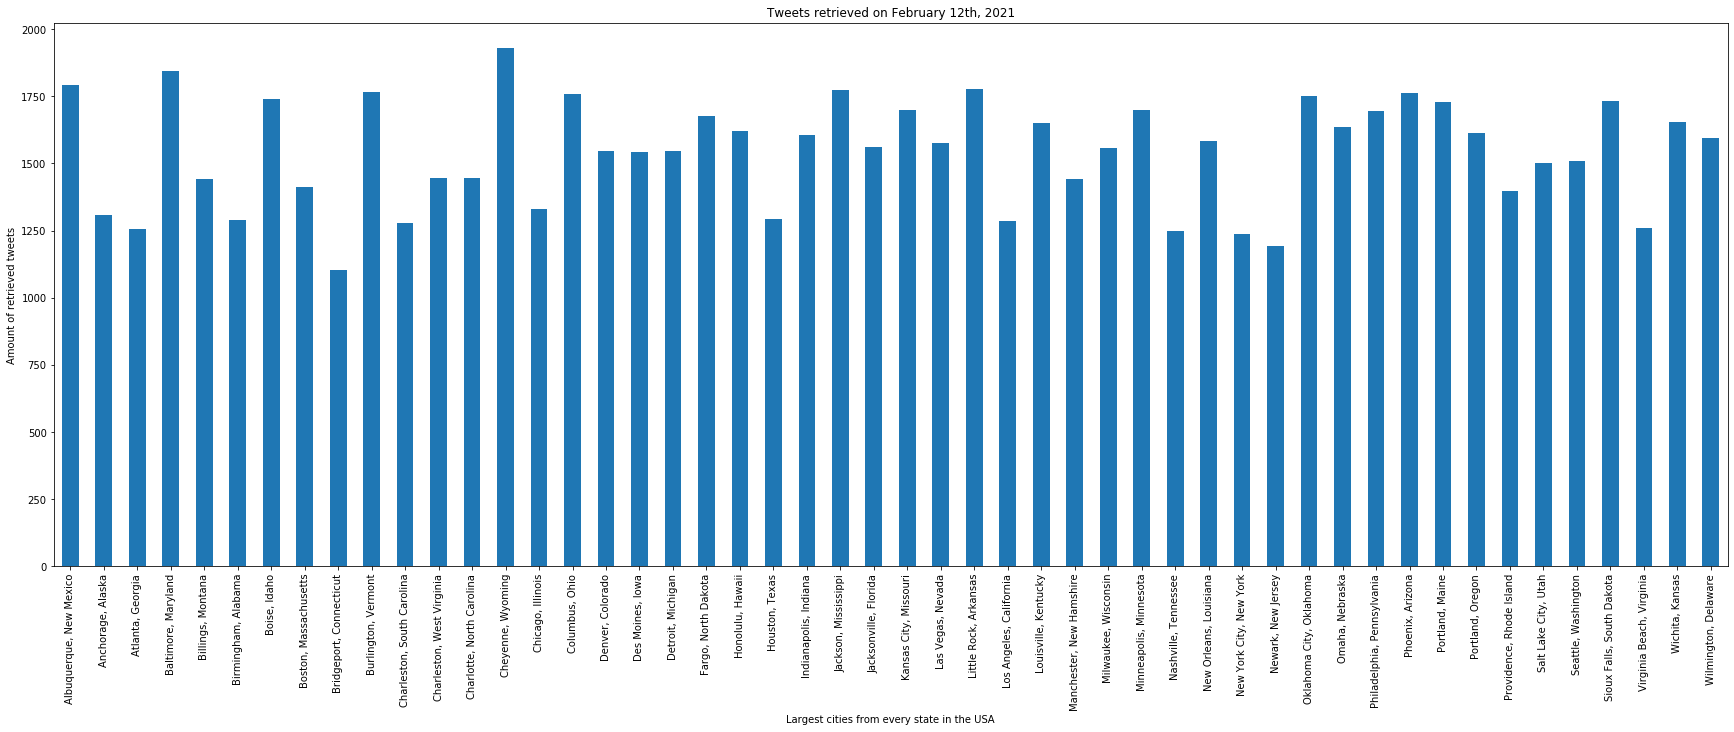 Tweets retrieved on February 12th, 2021
Amount of retrieved tweets
2000
1750
1500
1250
1000
750
500
250
0
Albuquerque, New Mexico
Anchorage, Alaska
Atlanta, Georgia
Baltimore, Maryland
Billings, Montana
Birmingham, Alabama
Boise, Idaho
Boston, Massachusetts
Bridgeport, Connecticut
Burlington, Vermont
Charleston, South Carolina
Charleston, West Virginia
Charlotte, North Carolina
Cheyenne, Wyoming
Chicago, Illinois
Columbus, Ohio
Denver, Colorado
Des Moines, Iowa
Detroit, Michigan
Fargo, North Dakota
Honolulu, Hawaii
Houston, Texas
Indianapolis, Indiana
Jackson, Mississippi
Jacksonville, Florida
Kansas City, Missouri
Las Vegas, Nevada
Little Rock, Arkansas
Los Angeles, California
Louisville, Kentucky
Manchester, New Hamshire
Milwaukee, Wisconsin
Minneapolis, Minnesota
Nashville, Tennessee
New Orleans, Louisiana
New York City, New York
Newark, New Jersey
Oklahoma City, Oklahoma
Omaha, Nebraska
Philadelphia, Pennsylvania
Phoenix, Arizona
Portland, Maine
Portland, Oregon
Providence, Rhode Island
Salt Lake City, Utah
Seattle, Washington
Sioux Falls, South Dakota
Virginia Beach, Virginia
Wichita, Kansas
Wilmington, Delaware
Largest cities from every state in the USA